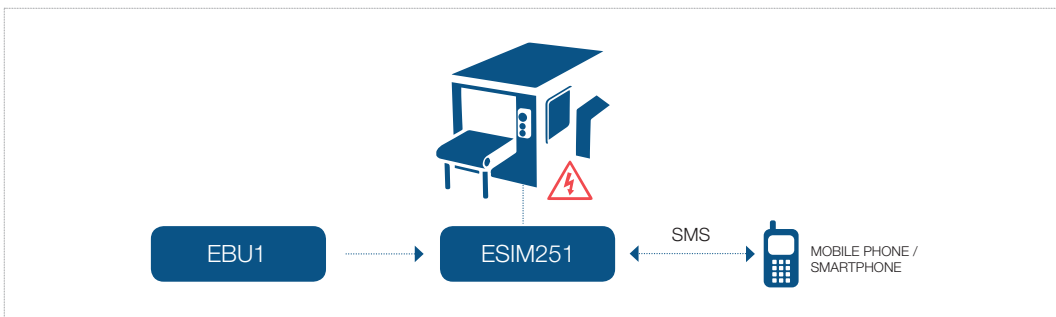 EBU1
ESIM251
SMS
MOBILE PHONE /
SMARTPHONE